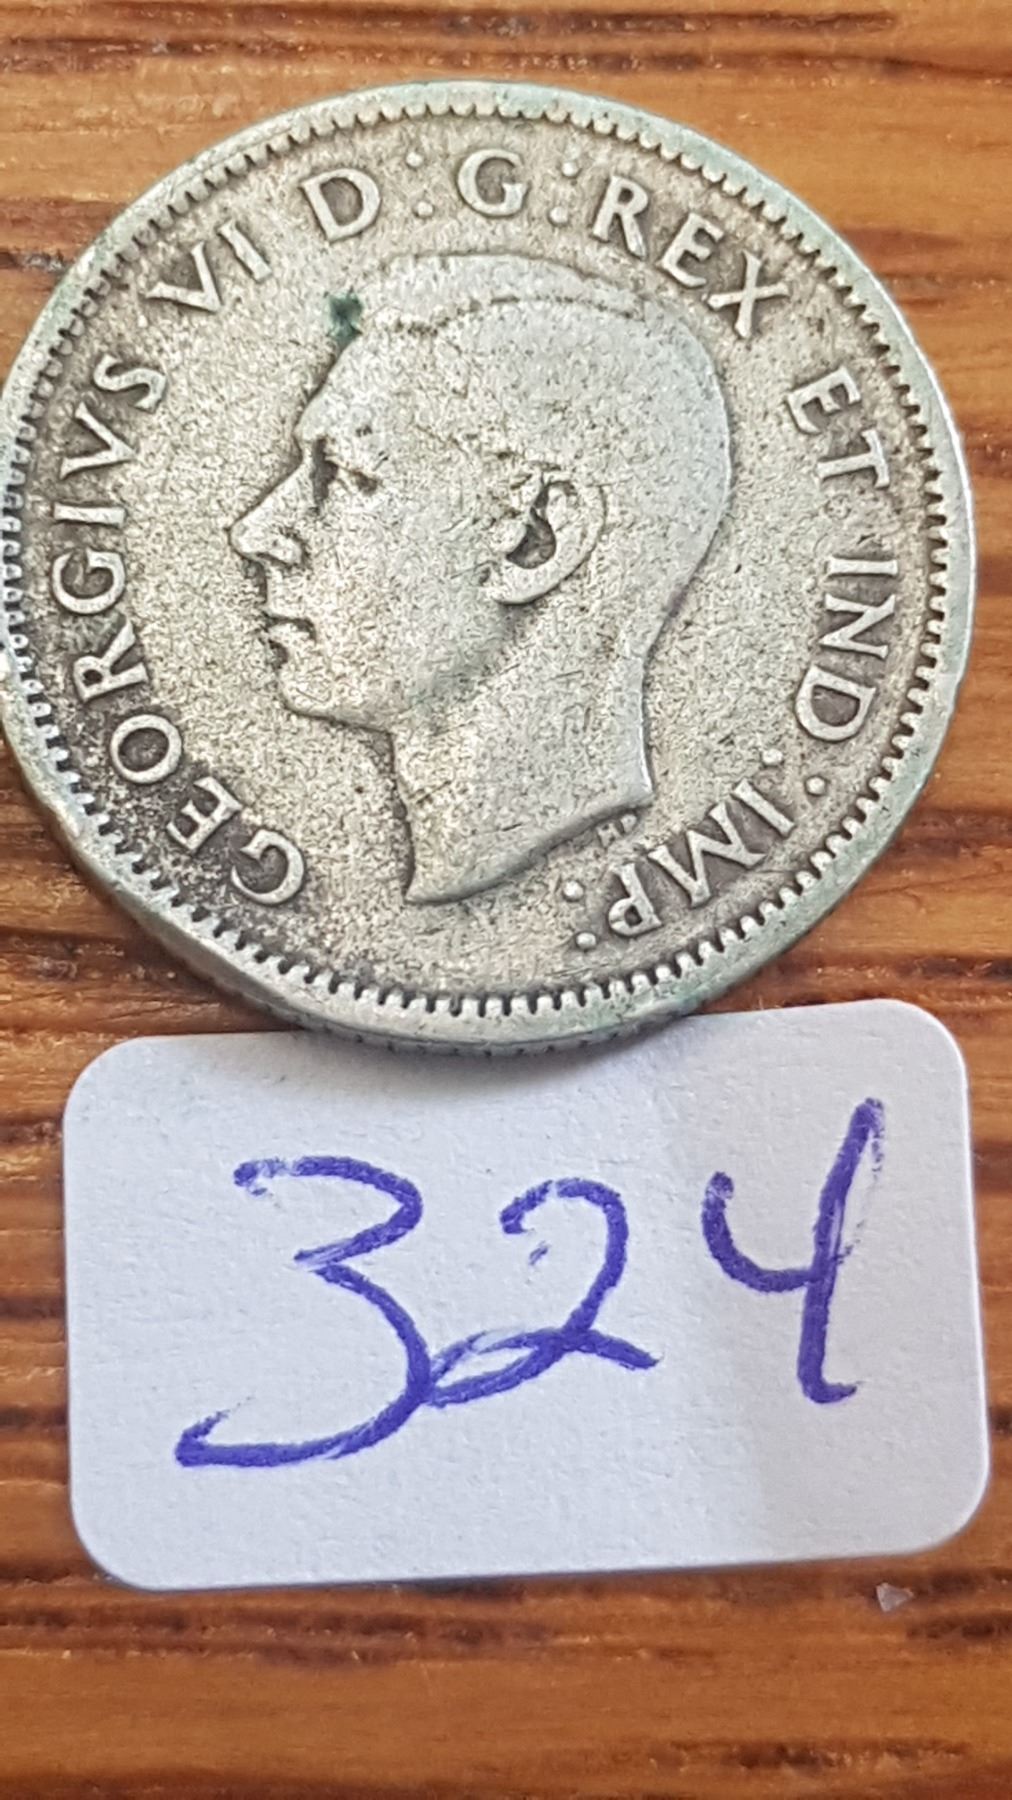 GEORGIVS VI D:G:REX ET IND:IMP:
HP
324